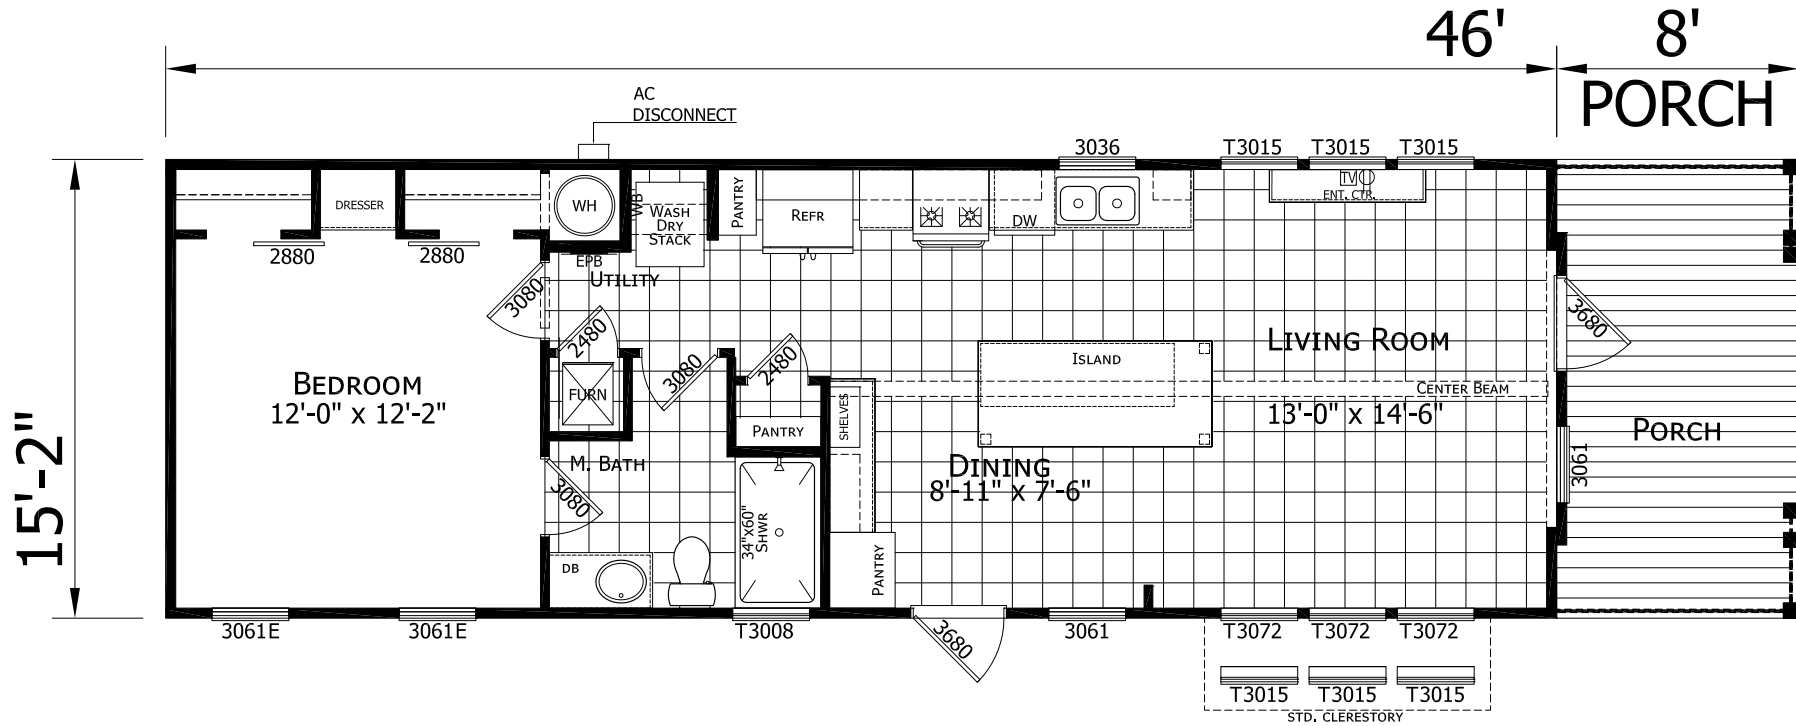 46'
8'
PORCH
AC
DISCONNECT
3036
T3015
T3015
T3015
15'-2"
DRESSER
WH
WB
WASH
DRY
STACK
PANTRY
REFR
DW
TV
ENT. CTR.
2880
2880
EPB
UTILITY
3080
2480
FURN
3080
2480
PANTRY
BEDROOM
12'-0" x 12'-2"
SHELVES
ISLAND
LIVING ROOM
CENTER BEAM
13'-0" x 14'-6"
3680
PORCH
3061
M. BATH
3080
DINING
8'-11" x 7'-6"
34"x60"
SHWR
DB
PANTRY
3061E
3061E
T3008
3680
3061
T3072
T3072
T3072
T3015
T3015
T3015
STD. CLERESTORY